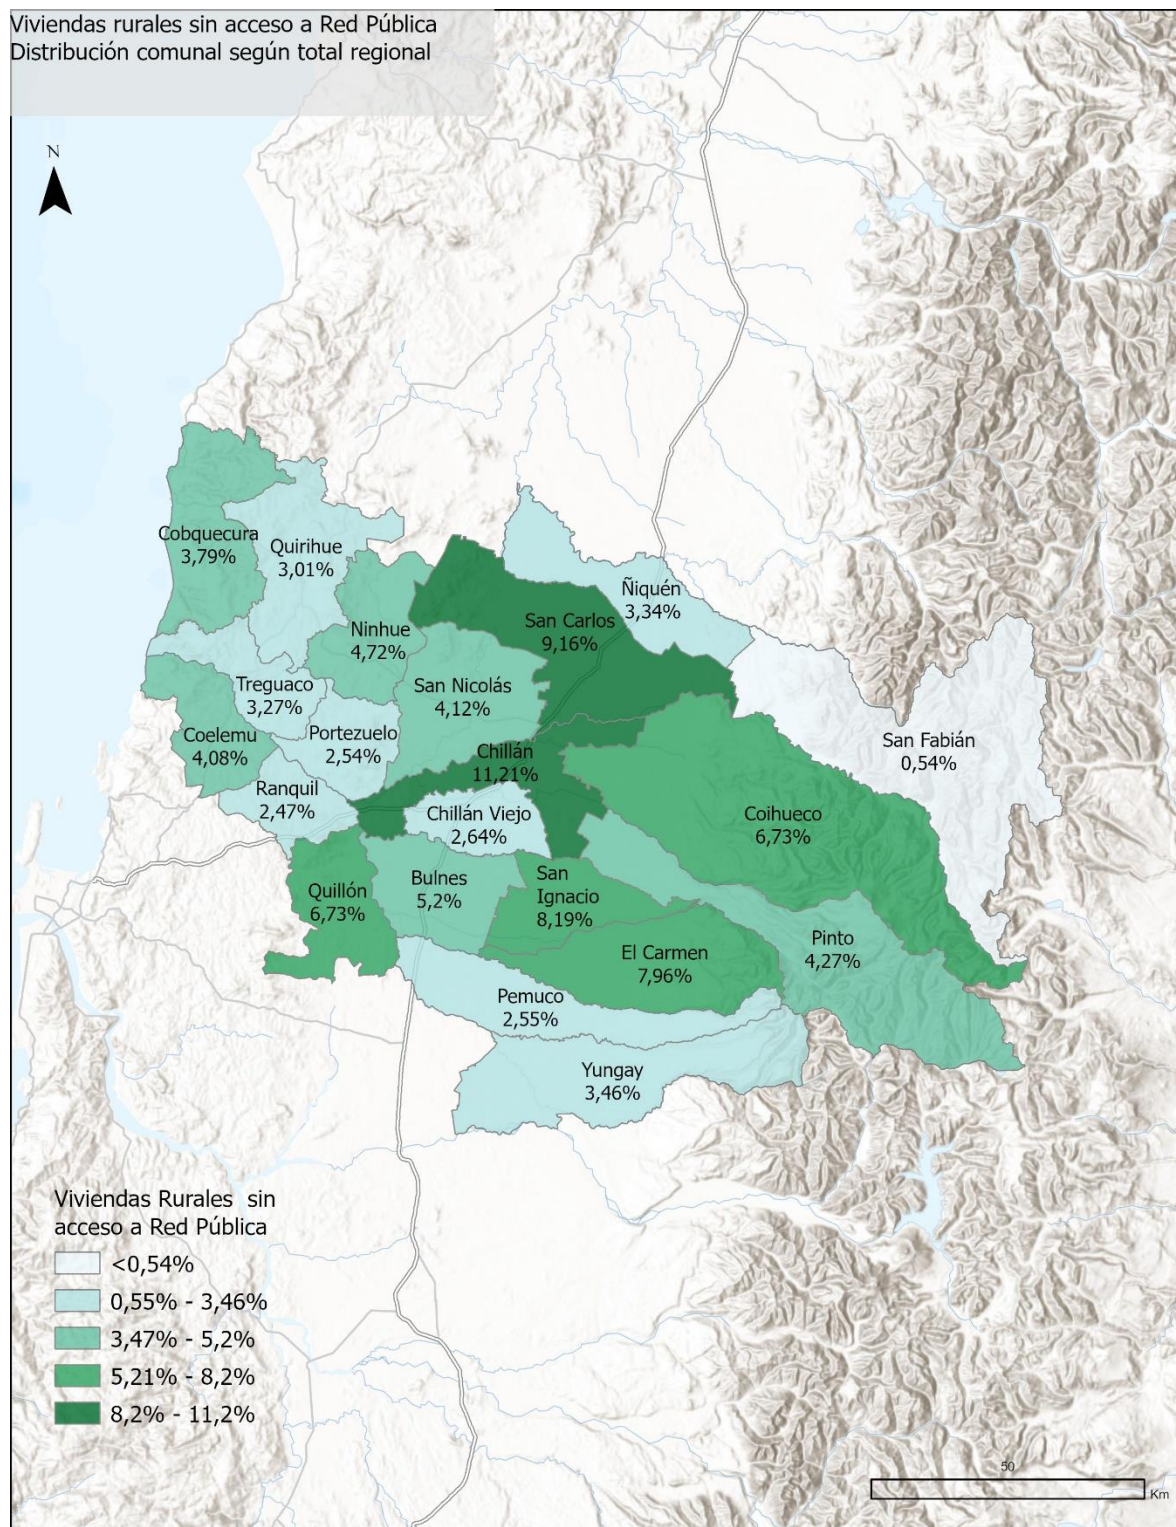 Viviendas rurales sin acceso a Red Pública
Distribución comunal según total regional
N
Cobquecura
3,79%
Quirihue
3,01%
Ñiquén
3,34%
San Carlos
9,16%
Ninhue
4,72%
San Nicolás
4,12%
Treguaco
3,27%
Portezuelo
2,54%
Coelemu
4,08%
San Fabián
0,54%
Chillán
11,21%
Ranquil
2,47%
Chillán Viejo
2,64%
Coihueco
6,73%
Quillón
6,73%
Bulnes
5,2%
San
Ignacio
8,19%
El Carmen
7,96%
Pinto
4,27%
Pemuco
2,55%
Yungay
3,46%
Viviendas Rurales sin
acceso a Red Pública
<0,54%
0,55% - 3,46%
3,47% - 5,2%
5,21% - 8,2%
8,2% - 11,2%
50
Km